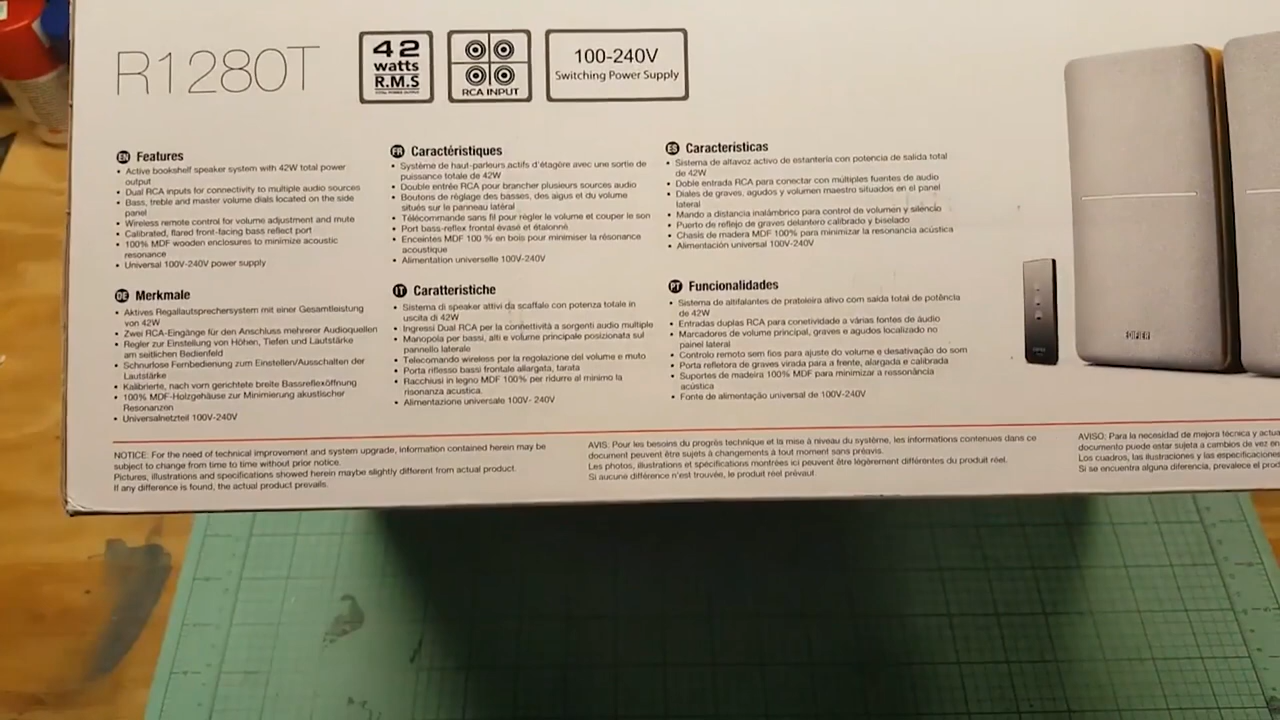 R1280T
42
watts
R.M.S
RCA INPUT
100-240V
Switching Power Supply
EN Features
• Active bookshelf speaker system with 42W total power
output
• Dual RCA inputs for connectivity to multiple audio sources
• Bass, treble and master volume dials located on the side
panel
• Wireless remote control for volume adjustment and mute
• Calibrated, flared front-facing bass reflect port
• 100% MDF wooden enclosures to minimize acoustic
resonance
• Universal 100V-240V power supply
FR Caractéristiques
• Système de haut-parleurs actifs d'étagère avec une sortie de
puissance totale de 42W
• Double entrée RCA pour brancher plusieurs sources audio
• Boutons de réglage des basses, des aigus et du volume
situés sur le panneau latéral
• Télécommande sans fil pour régler le volume et couper le son
• Port bass-reflex frontal évasé et étalonné
• Enceintes MDF 100 % en bois pour minimiser la résonance
acoustique
• Alimentation universelle 100V-240V
ES Características
• Sistema de altavoz activo de estantería con potencia de salida total
de 42W
• Doble entrada RCA para conectar con múltiples fuentes de audio
• Diales de graves, agudos y volumen maestro situados en el panel
lateral
• Mando a distancia inalámbrico para control de volumen y silencio
• Puerto de reflejo de graves delantero calibrado y biselado
• Chasis de madera MDF 100% para minimizar la resonancia acústica
• Alimentación universal 100V-240V
DE Merkmale
• Aktives Regallautsprechersystem mit einer Gesamtleistung
von 42W
• Zwei RCA-Eingänge für den Anschluss mehrerer Audioquellen
• Regler zur Einstellung von Höhen, Tiefen und Lautstärke
am seitlichen Bedienfeld
• Schnurlose Fernbedienung zum Einstellen/Ausschalten der
Lautstärke
• Kalibrierte, nach vorn gerichtete breite Bassreflexöffnung
• 100% MDF-Holzgehäuse zur Minimierung akustischer
Resonanzen
• Universalnetzteil 100V-240V
IT Caratteristiche
• Sistema di speaker attivi da scaffale con potenza totale in
uscita di 42W
• Ingressi Dual RCA per la connettività a sorgenti audio multiple
• Manopola per bassi, alti e volume principale posizionata sul
pannello laterale
• Telecomando wireless per la regolazione del volume e muto
• Porta riflesso bassi frontale allargata, tarata
• Racchiusi in legno MDF 100% per ridurre al minimo la
risonanza acustica.
• Alimentazione universale 100V- 240V
PT Funcionalidades
• Sistema de altifalantes de prateleira ativo com saída total de potência
de 42W
• Entradas duplas RCA para conetividade a várias fontes de áudio
• Marcadores de volume principal, graves e agudos localizado no
painel lateral
• Controlo remoto sem fios para ajuste do volume e desativação do som
• Porta refletora de graves virada para a frente, alargada e calibrada
• Suportes de madeira 100% MDF para minimizar a ressonância
acústica
• Fonte de alimentação universal de 100V-240V
NOTICE: For the need of technical improvement and system upgrade, information contained herein may be
subject to change from time to time without prior notice.
Pictures, illustrations and specifications showed herein maybe slightly different from actual product.
If any difference is found, the actual product prevails.
AVIS: Pour les besoins du progrès technique et la mise à niveau du système, les informations contenues dans ce
document peuvent être sujets à changements à tout moment sans préavis.
Les photos, illustrations et spécifications montrées ici peuvent être légèrement différentes du produit réel.
Si aucune différence n'est trouvée, le produit réel prévaut.
AVISO: Para la necesidad de mejora técnica y actua
documento puede estar sujeta a cambios de vez en
Los cuadros, las ilustraciones y las especificaciones
Si se encuentra alguna diferencia, prevalece el prod